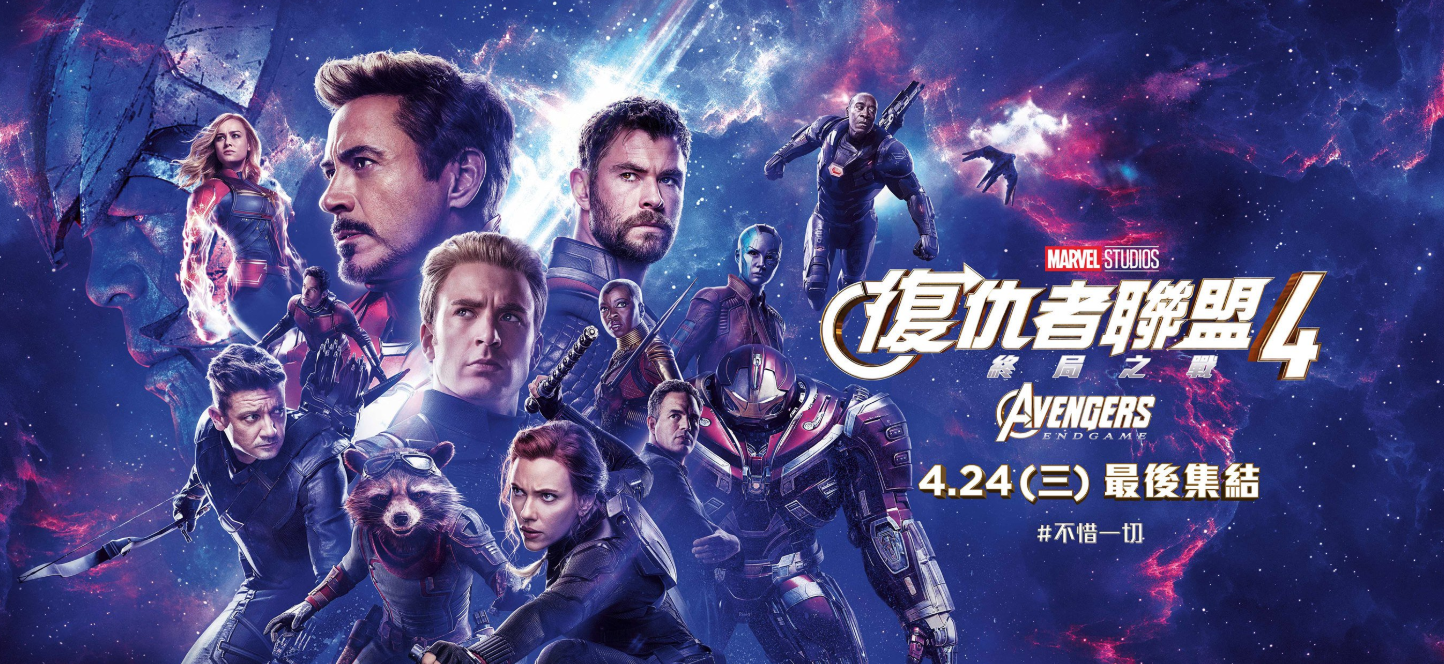 MARVEL STUDIOS
復仇者聯盟4
終局之戰
AVENGERS
ENDGAME
4.24(三) 最後集結
#不惜一切